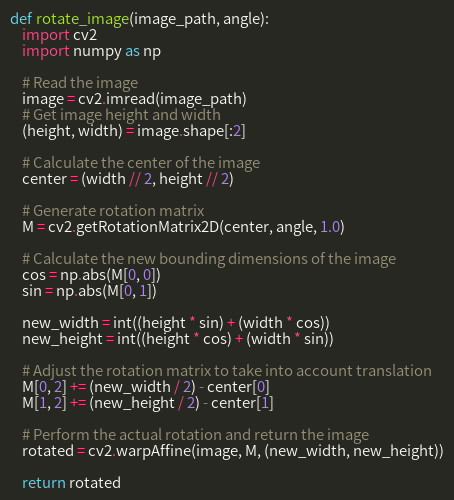 def rotate_image(image_path, angle):
import cv2
import numpy as np
# Read the image
image = cv2.imread(image_path)
# Get image height and width
(height, width) = image.shape[:2]
# Calculate the center of the image
center = (width // 2, height // 2)
# Generate rotation matrix
M = cv2.getRotationMatrix2D(center, angle, 1.0)
# Calculate the new bounding dimensions of the image
cos = np.abs(M[0, 0])
sin = np.abs(M[0, 1])
new_width = int((height * sin) + (width * cos))
new_height = int((height * cos) + (width * sin))
# Adjust the rotation matrix to take into account translation
M[0, 2] += (new_width / 2) - center[0]
M[1, 2] += (new_height / 2) - center[1]
# Perform the actual rotation and return the image
rotated = cv2.warpAffine(image, M, (new_width, new_height))
return rotated